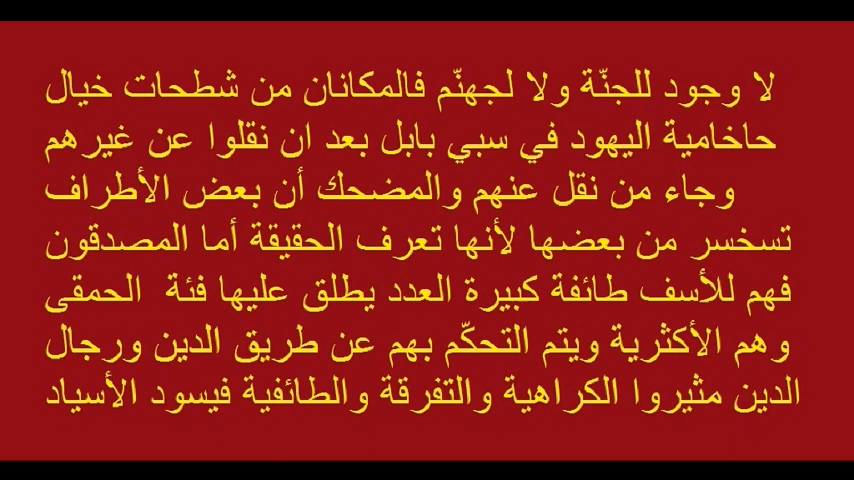 لا وجود للجنّة ولا لجهنّم فالمكانان من شطحات خيال
حاخامية اليهود في سبي بابل بعد ان نقلوا عن غيرهم
وجاء من نقل عنهم والمضحك أن بعض الأطراف
تسخسر من بعضها لأنها تعرف الحقيقة أما المصدقون
فهم للأسف طائفة كبيرة العدد يطلق عليها فئة الحمقى
وهم الأكثرية ويتم التحكّم بهم عن طريق الدين ورجال
الدين مثيروا الكراهية والتفرقة والطائفية فيسود الأسياد